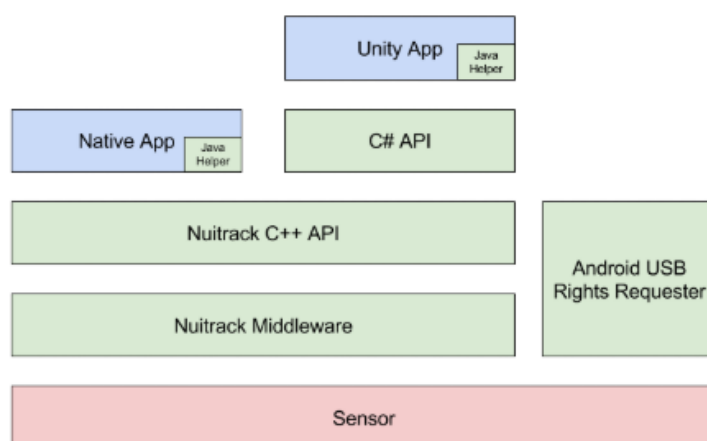 Unity App
Java
Helper
Native App
Java
Helper
C# API
Nuitrack C++ API
Android USB
Rights Requester
Nuitrack Middleware
Sensor